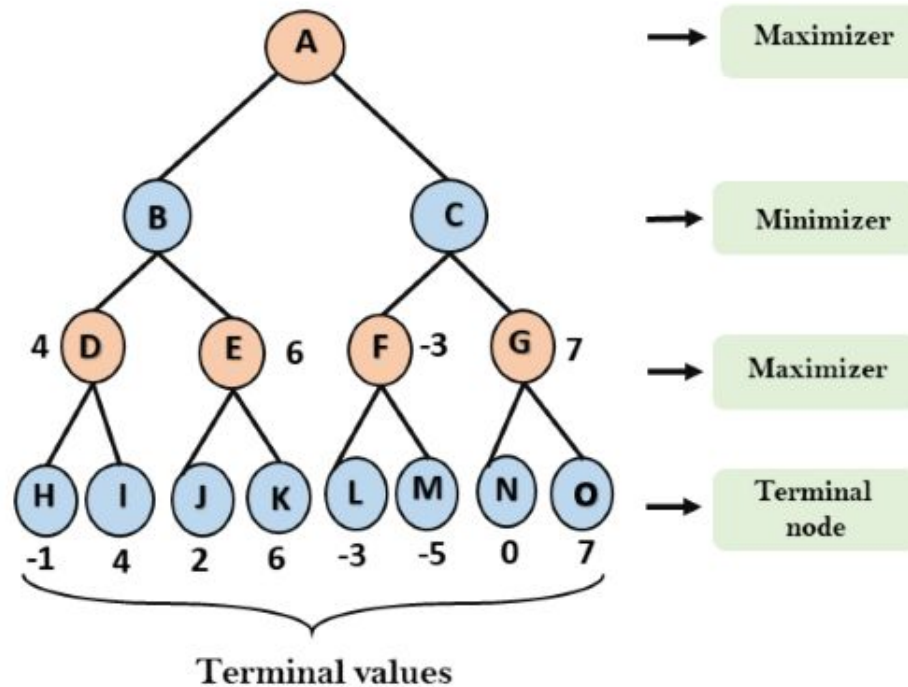 A
Maximizer
B
C
Minimizer
4 D
E 6
F -3
G 7
Maximizer
H I J K L M N O
Terminal
node
-1 4 2 6 -3 -5 0 7
Terminal values